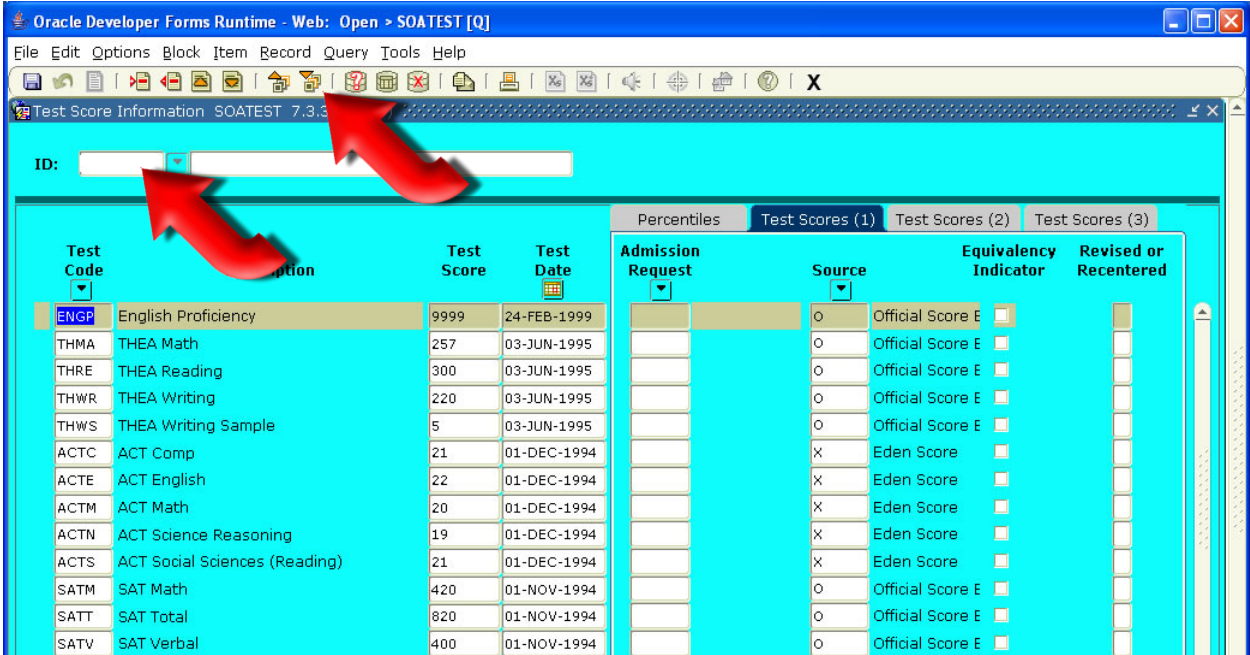 Oracle Developer Forms Runtime - Web: Open > SOATEST [Q]
File Edit Options Block Item Record Query Tools Help
X
Test Score Information SOATEST 7.3.3
ID:
Percentiles Test Scores (1) Test Scores (2) Test Scores (3)
Test Code Test Score Test Date Admission Request Source Equivalency Indicator Revised or Recentered
ENGP English Proficiency 9999 24-FEB-1999 O Official Score E
THMA THEA Math 257 03-JUN-1995 O Official Score E
THRE THEA Reading 300 03-JUN-1995 O Official Score E
THWR THEA Writing 220 03-JUN-1995 O Official Score E
THWS THEA Writing Sample 5 03-JUN-1995 O Official Score E
ACTC ACT Comp 21 01-DEC-1994 X Eden Score
ACTE ACT English 22 01-DEC-1994 X Eden Score
ACTM ACT Math 20 01-DEC-1994 X Eden Score
ACTN ACT Science Reasoning 19 01-DEC-1994 X Eden Score
ACTS ACT Social Sciences (Reading) 21 01-DEC-1994 X Eden Score
SATM SAT Math 420 01-NOV-1994 O Official Score E
SATT SAT Total 820 01-NOV-1994 O Official Score E
SATV SAT Verbal 400 01-NOV-1994 O Official Score E